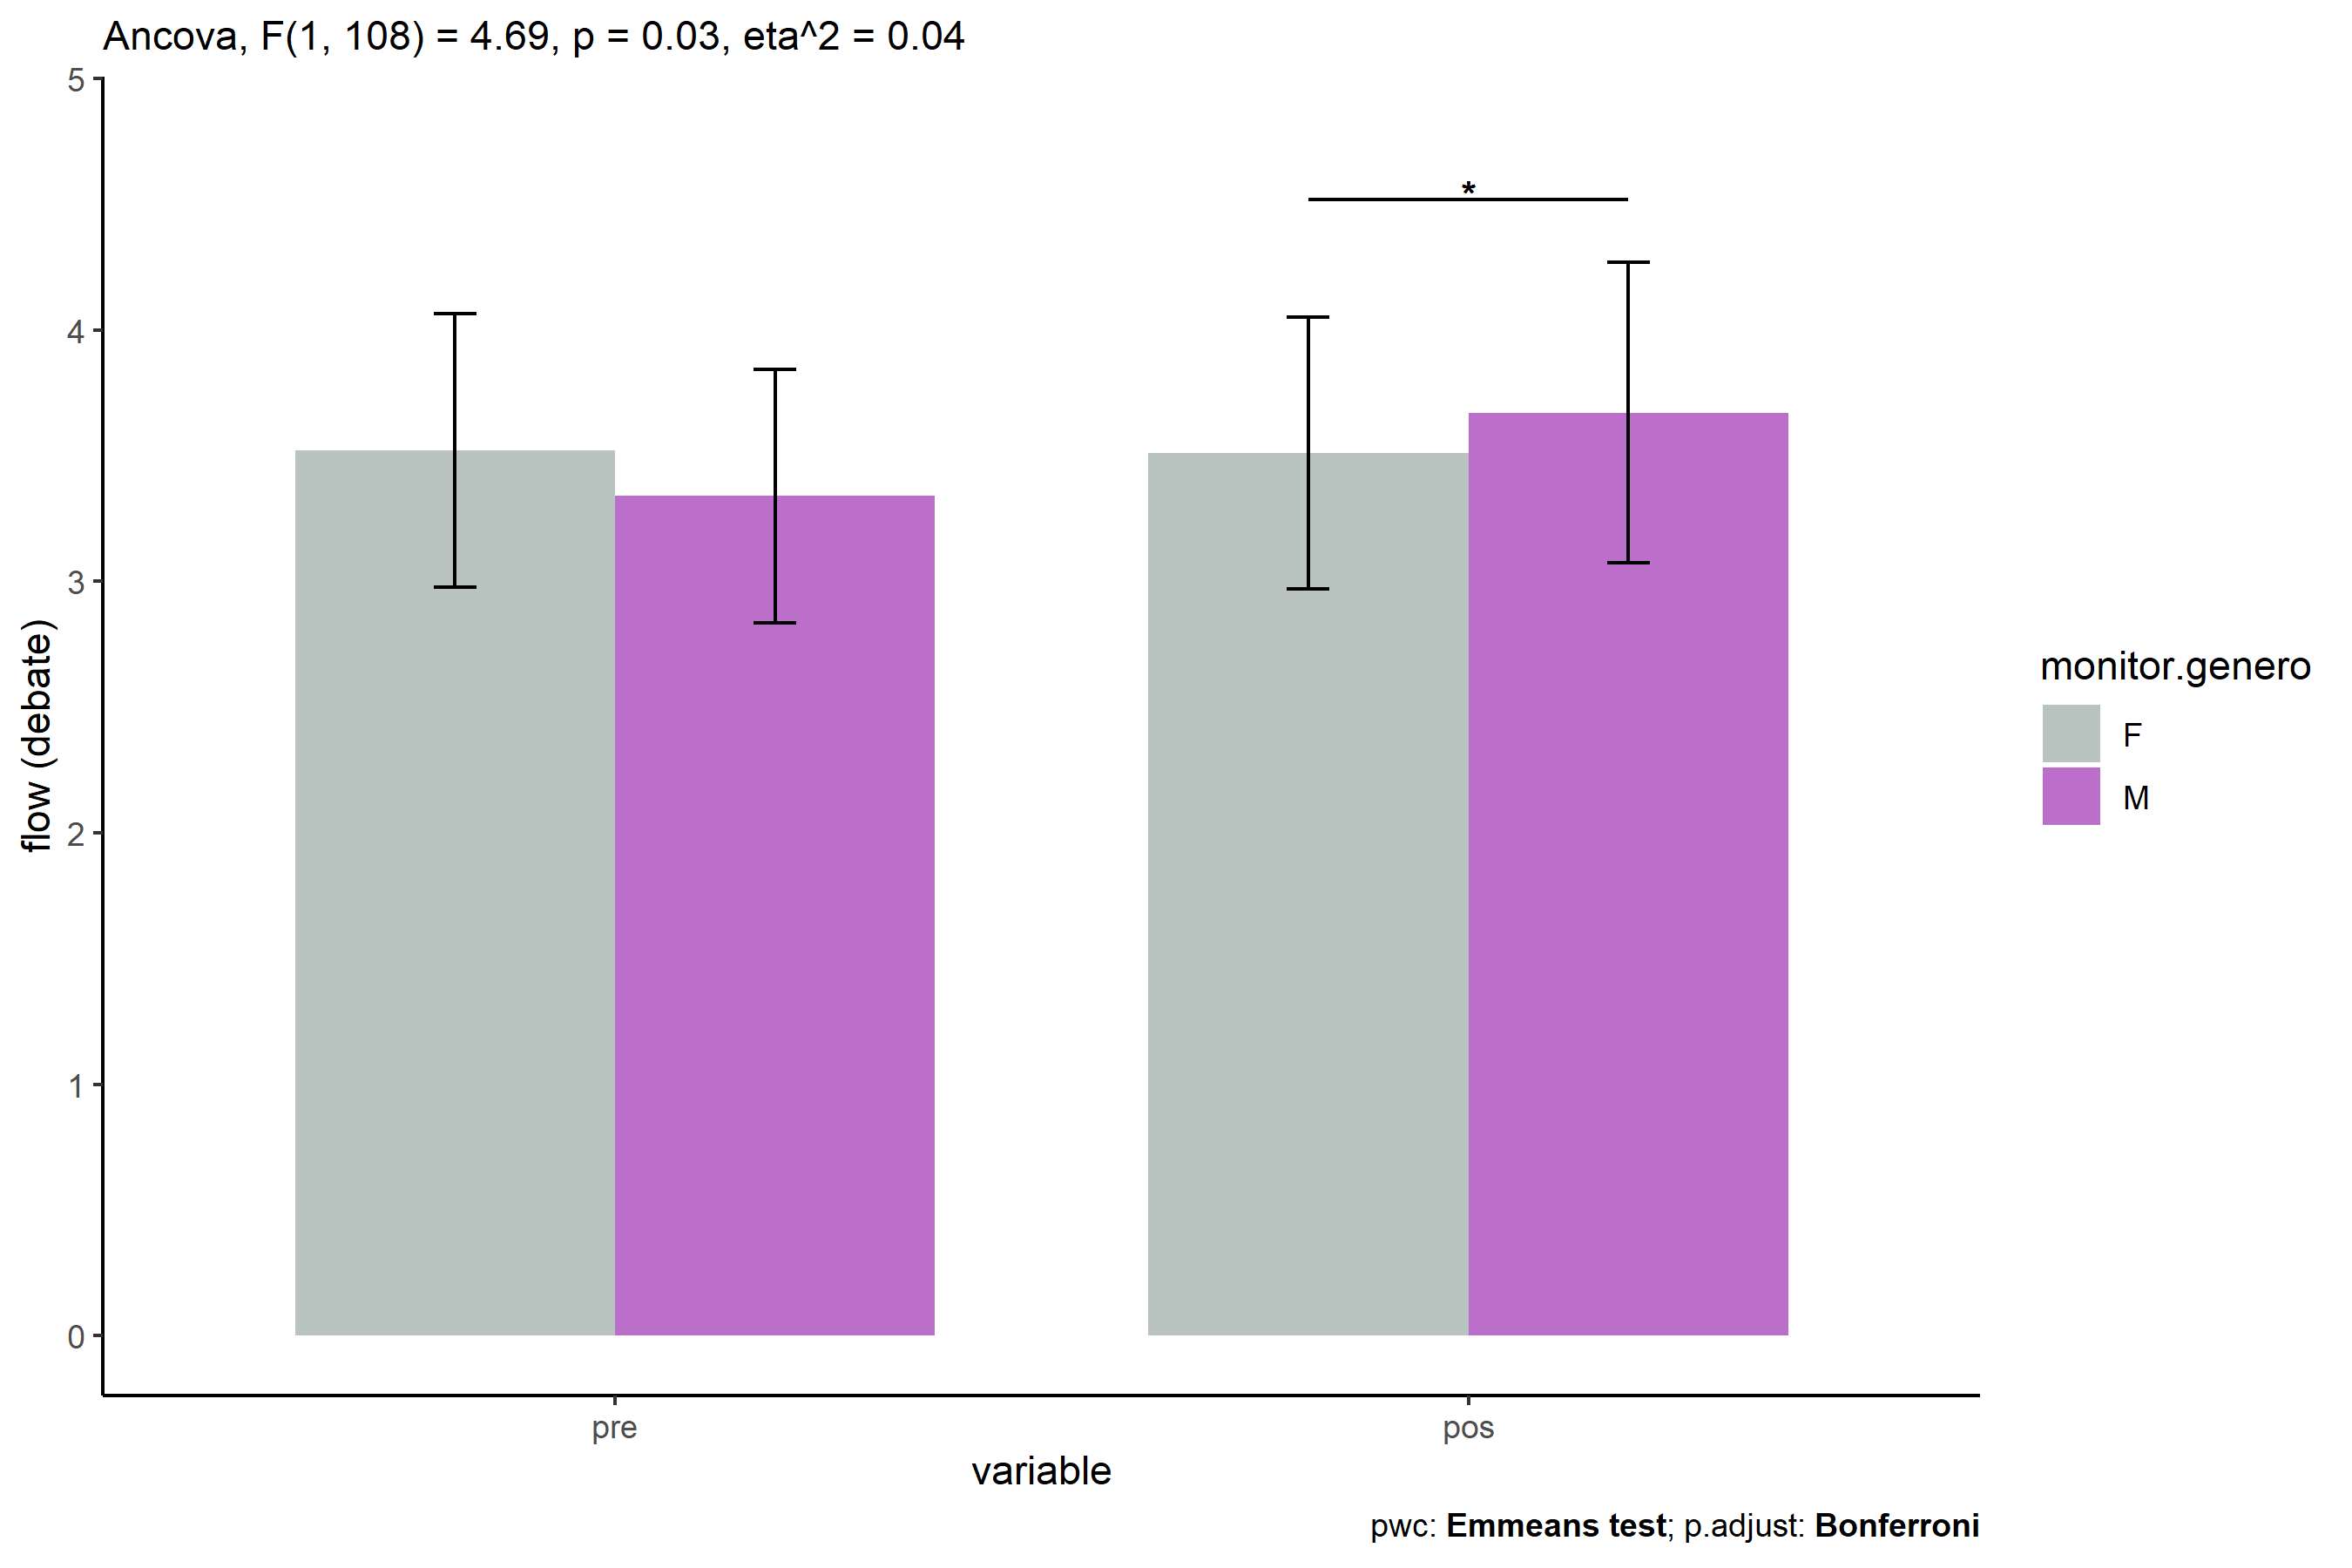 Ancova, F(1, 108) = 4.69, p = 0.03, eta^2 = 0.04
5
4
3
2
1
0
flow (debate)
*
pre
pos
variable
monitor.genero
F
M
pwc: Emmeans test; p.adjust: Bonferroni